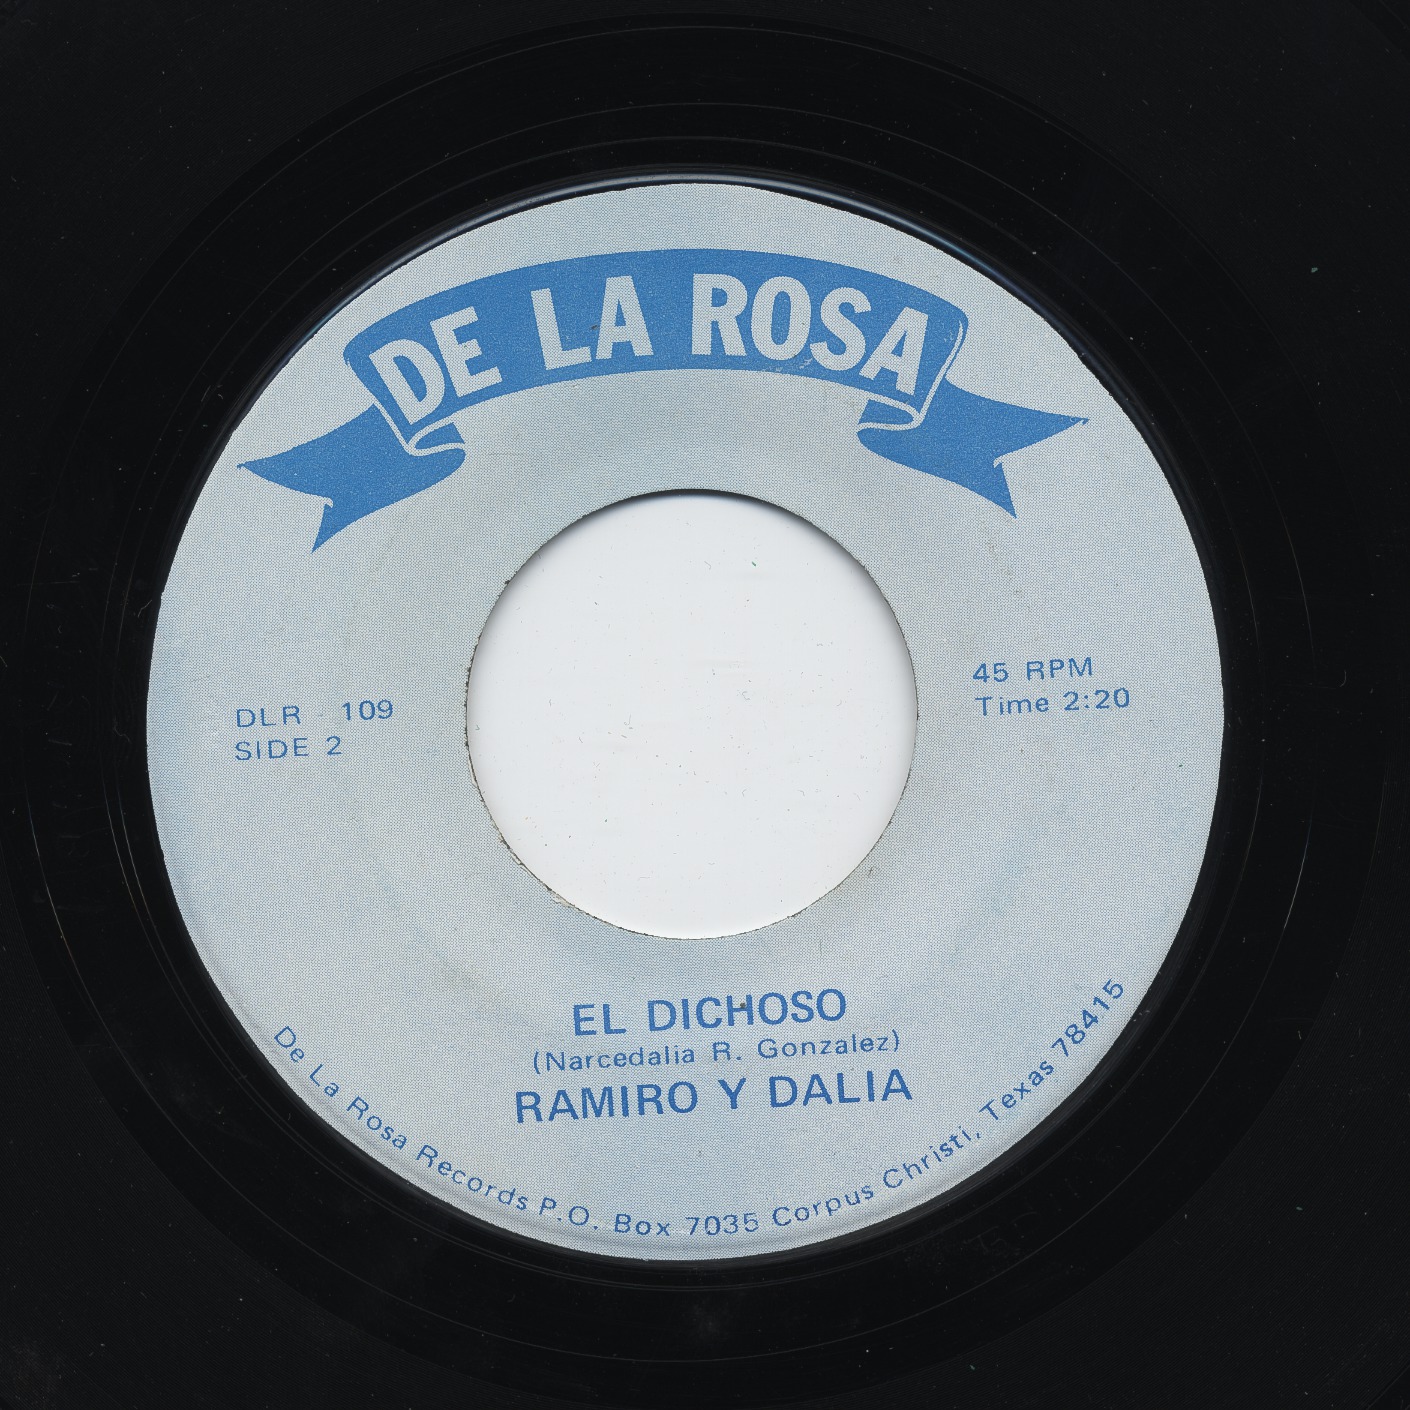 DE LA ROSA
DLR 109
SIDE 2
45 RPM
Time 2:20
EL DICHOSO
(Narcedalia R. Gonzalez)
RAMIRO Y DALIA
De La Rosa Records P.O. Box 7035 Corpus Christi, Texas 78415